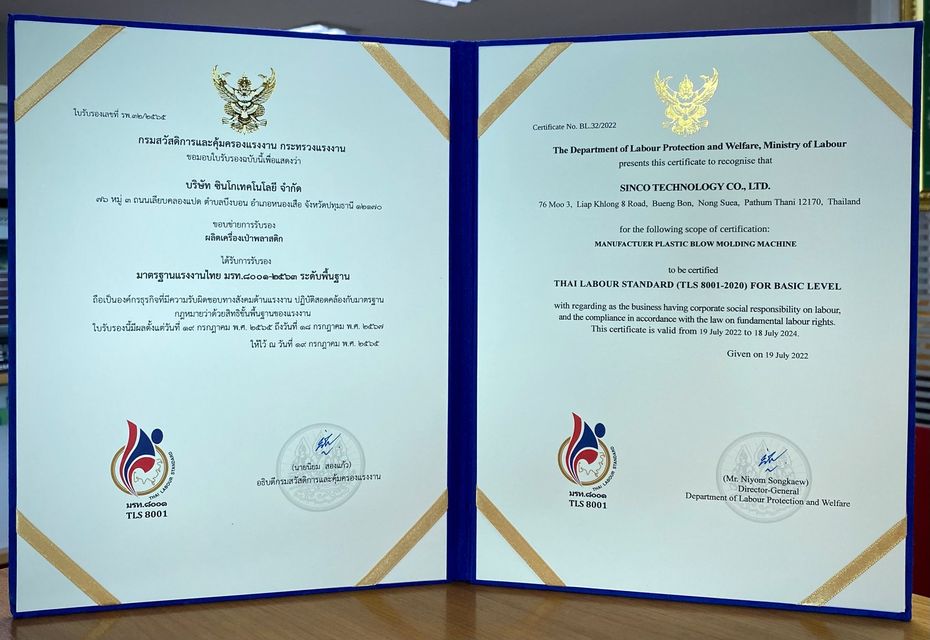 ใบรับรองเลขที่ รพ.๓๒/๒๕๖๕
กรมสวัสดิการและคุ้มครองแรงงาน กระทรวงแรงงาน
ขอมอบใบรับรองฉบับนี้เพื่อแสดงว่า
บริษัท ซินโกเทคโนโลยี จำกัด
๗๖ หมู่ ๓ ถนนเลียบคลองแปด ตำบลบึงบอน อำเภอหนองเสือ จังหวัดปทุมธานี ๑๒๑๗๐
ขอบข่ายการรับรอง
ผลิตเครื่องเป่าพลาสติก
ได้รับการรับรอง
มาตรฐานแรงงานไทย มรท.๘๐๐๑-๒๕๖๓ ระดับพื้นฐาน
ถือเป็นองค์กรธุรกิจที่มีความรับผิดชอบทางสังคมด้านแรงงาน ปฏิบัติสอดคล้องกับมาตรฐาน
กฎหมายว่าด้วยสิทธิขั้นพื้นฐานของแรงงาน
ใบรับรองนี้มีผลตั้งแต่วันที่ ๑๙ กรกฎาคม พ.ศ. ๒๕๖๕ ถึงวันที่ ๑๘ กรกฎาคม พ.ศ. ๒๕๖๗
ให้ไว้ ณ วันที่ ๑๙ กรกฎาคม พ.ศ. ๒๕๖๕
THAI LABOUR STANDARD
มรท.๘๐๐๑
TLS 8001
(นายนิยม สองแก้ว)
อธิบดีกรมสวัสดิการและคุ้มครองแรงงาน
Certificate No. BL.32/2022
The Department of Labour Protection and Welfare, Ministry of Labour
presents this certificate to recognise that
SINCO TECHNOLOGY CO., LTD.
76 Moo 3, Liap Khlong 8 Road, Bueng Bon, Nong Suea, Pathum Thani 12170, Thailand
for the following scope of certification:
MANUFACTUER PLASTIC BLOW MOLDING MACHINE
to be certified
THAI LABOUR STANDARD (TLS 8001-2020) FOR BASIC LEVEL
with regarding as the business having corporate social responsibility on labour,
and the compliance in accordance with the law on fundamental labour rights.
This certificate is valid from 19 July 2022 to 18 July 2024.
Given on 19 July 2022
THAI LABOUR STANDARD
มรท.๘๐๐๑
TLS 8001
(Mr. Niyom Songkaew)
Director-General
Department of Labour Protection and Welfare